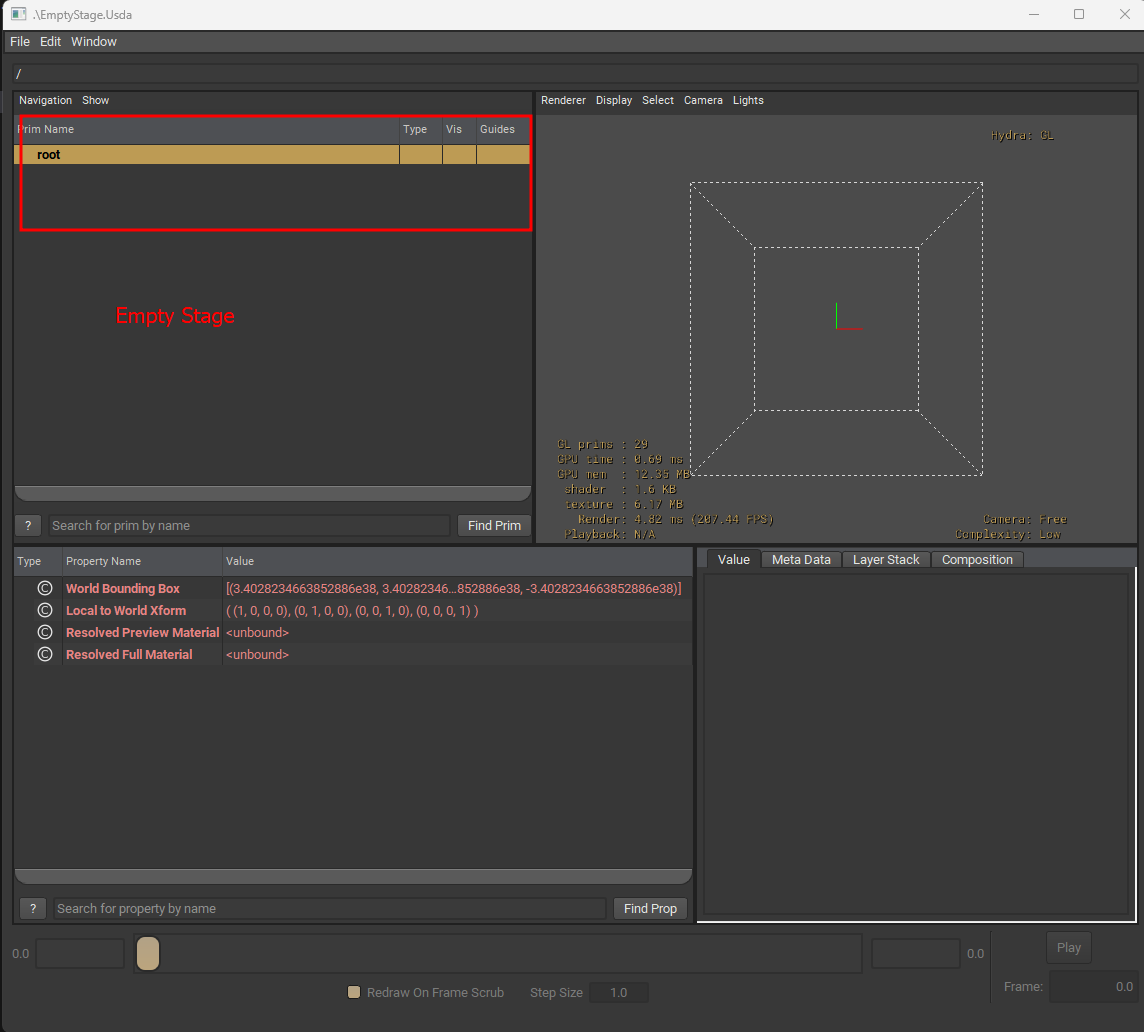 .\EmptyStage.Usda
File Edit Window
/
Navigation Show
Prim Name Type Vis Guides
root
Empty Stage
? Search for prim by name Find Prim
Renderer Display Select Camera Lights
Hydra: GL
GL prims : 29
GPU time : 0.69 ms
GPU mem : 12.35 MB
shader : 1.6 KB
texture : 6.17 MB
Render: 4.82 ms (207.44 FPS)
Playback: N/A
Camera: Free
Complexity: Low
Type Property Name Value
© World Bounding Box [(3.4028234663852886e38, 3.40282346...852886e38, -3.4028234663852886e38)]
© Local to World Xform ( (1, 0, 0, 0), (0, 1, 0, 0), (0, 0, 1, 0), (0, 0, 0, 1) )
© Resolved Preview Material <unbound>
© Resolved Full Material <unbound>
? Search for property by name Find Prop
Value Meta Data Layer Stack Composition
0.0 0.0 Play
Redraw On Frame Scrub Step Size 1.0 Frame: 0.0